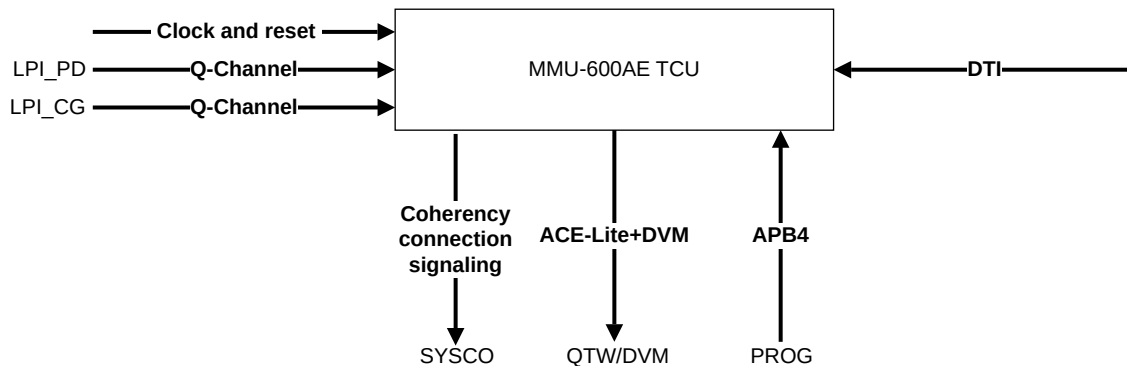 Clock and reset
LPI_PD Q-Channel MMU-600AE TCU DTI
LPI_CG Q-Channel
Coherency
connection
signaling
ACE-Lite+DVM
APB4
SYSCO QTW/DVM PROG